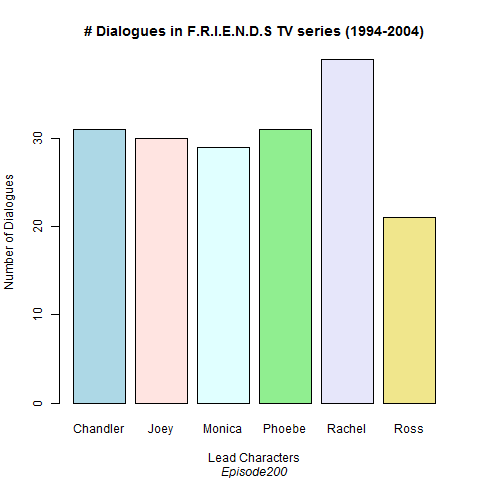 # Dialogues in F.R.I.E.N.D.S TV series (1994-2004)
Number of Dialogues
30
20
10
0
Chandler Joey Monica Phoebe Rachel Ross
Lead Characters
Episode200